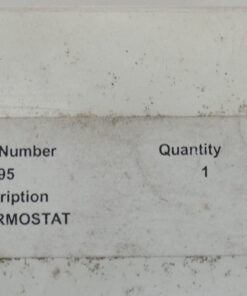 Number Quantity
95 1
ription
RMOSTAT